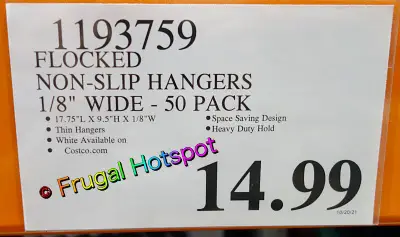 1193759
FLOCKED
NON-SLIP HANGERS
1/8" WIDE - 50 PACK
• 17.75"L X 9.5"H X 1/8"W
• Thin Hangers
• White Available on
• Costco.com
• Space Saving Design
• Heavy Duty Hold
Frugal Hotspot
14.99